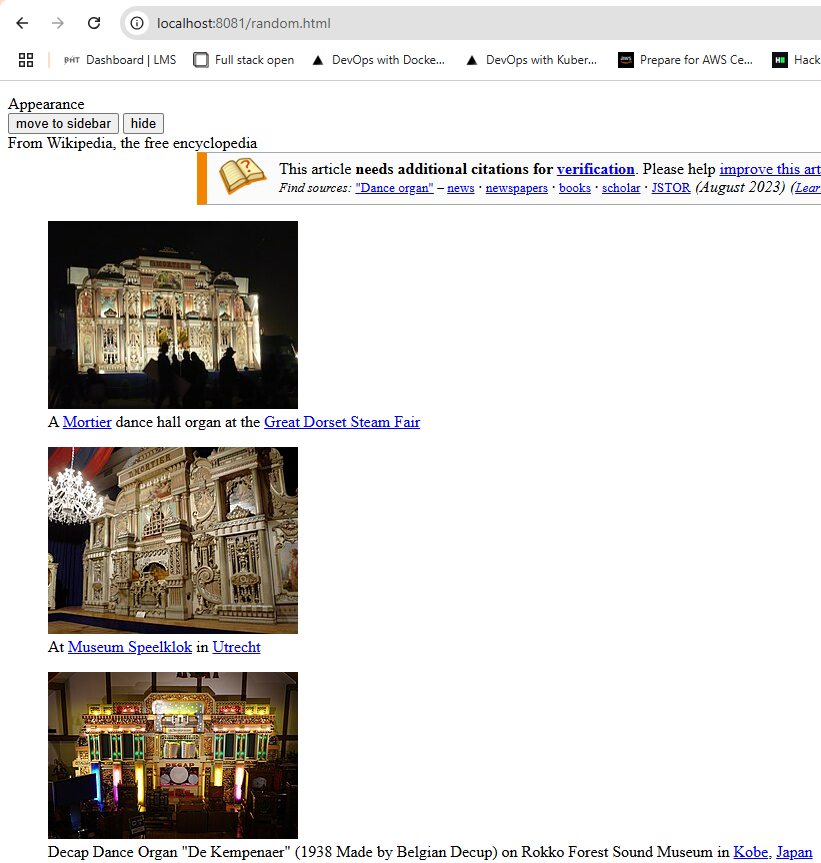 localhost:8081/random.html
BHT Dashboard | LMS Full stack open DevOps with Docke... DevOps with Kuber... aws Prepare for AWS Ce... Hack
Appearance
move to sidebar hide
From Wikipedia, the free encyclopedia
This article needs additional citations for verification. Please help improve this art
Find sources: "Dance organ" – news · newspapers · books · scholar · JSTOR (August 2023) (Lear
MORTIER
A Mortier dance hall organ at the Great Dorset Steam Fair
MORTIER
At Museum Speelklok in Utrecht
DECAP
Decap Dance Organ "De Kempenaer" (1938 Made by Belgian Decup) on Rokko Forest Sound Museum in Kobe, Japan